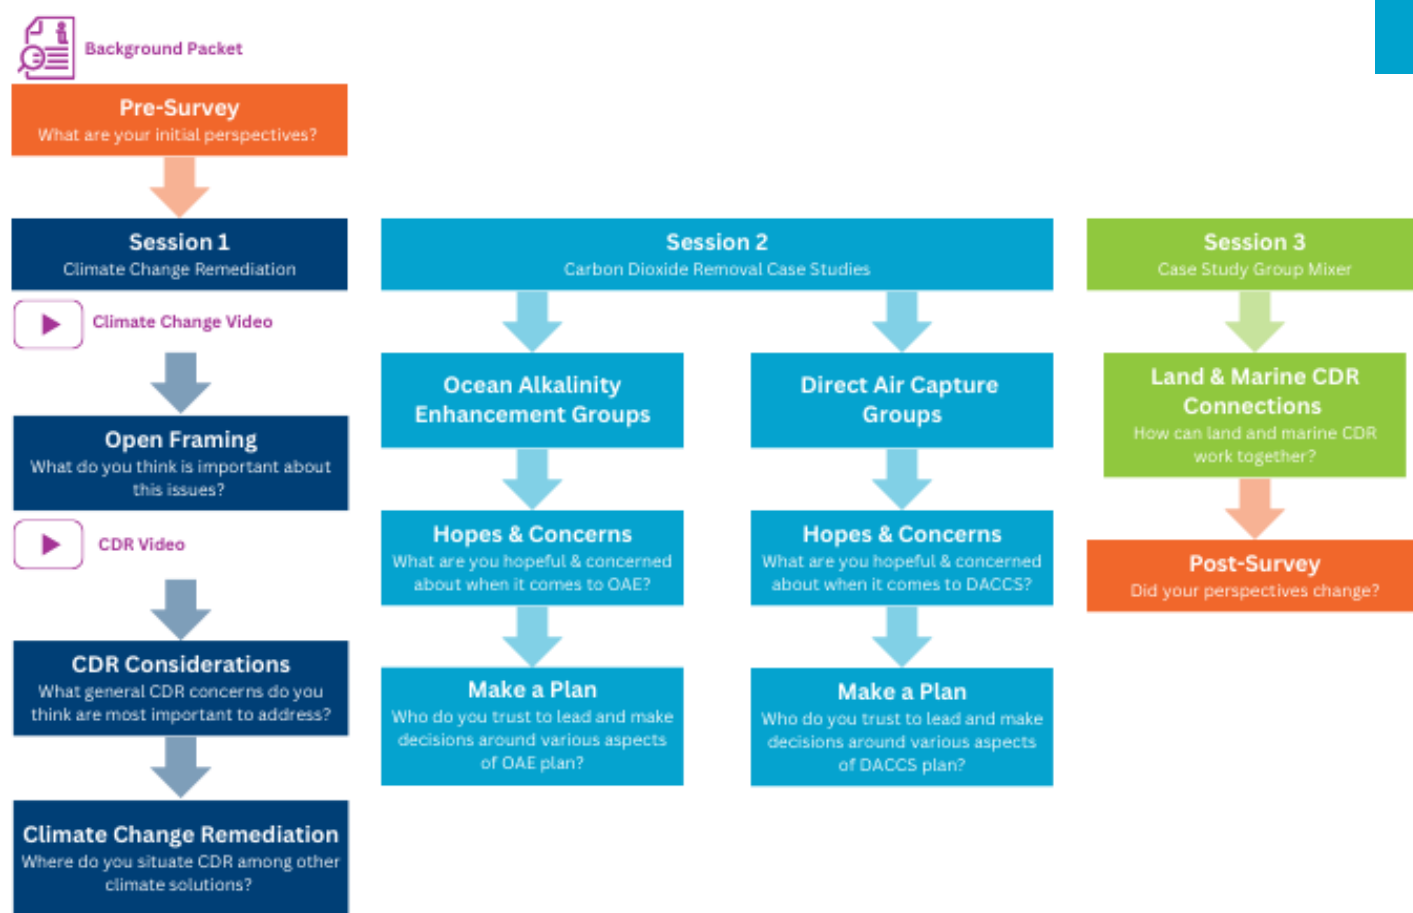 Background Packet
Pre-Survey
What are your initial perspectives?
Session 1
Climate Change Remediation
Climate Change Video
Open Framing
What do you think is important about
this issues?
CDR Video
CDR Considerations
What general CDR concerns do you
think are most important to address?
Climate Change Remediation
Where do you situate CDR among other
climate solutions?
Session 2
Carbon Dioxide Removal Case Studies
Ocean Alkalinity
Enhancement Groups
Hopes & Concerns
What are you hopeful & concerned
about when it comes to OAE?
Make a Plan
Who do you trust to lead and make
decisions around various aspects
of OAE plan?
Direct Air Capture
Groups
Hopes & Concerns
What are you hopeful & concerned
about when it comes to DACCS?
Make a Plan
Who do you trust to lead and make
decisions around various aspects
of DACCS plan?
Session 3
Case Study Group Mixer
Land & Marine CDR
Connections
How can land and marine CDR
work together?
Post-Survey
Did your perspectives change?